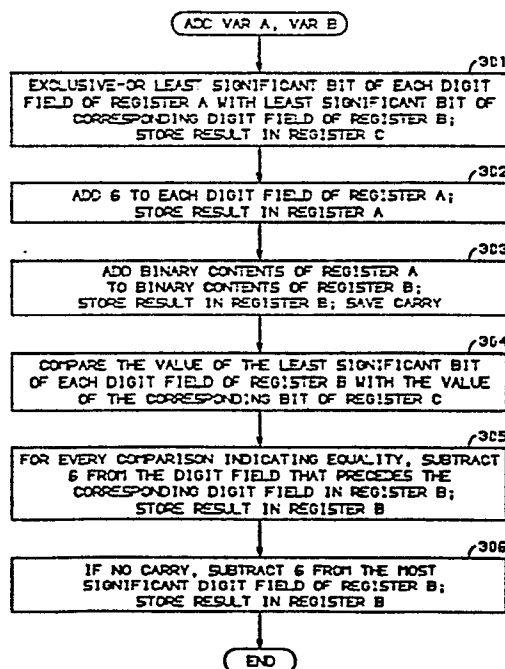 ADD VAR A, VAR B
301
EXCLUSIVE-OR LEAST SIGNIFICANT BIT OF EACH DIGIT
FIELD OF REGISTER A WITH LEAST SIGNIFICANT BIT OF
CORRESPONDING DIGIT FIELD OF REGISTER B;
STORE RESULT IN REGISTER C
302
ADD 6 TO EACH DIGIT FIELD OF REGISTER A;
STORE RESULT IN REGISTER A
303
ADD BINARY CONTENTS OF REGISTER A
TO BINARY CONTENTS OF REGISTER B;
STORE RESULT IN REGISTER B; SAVE CARRY
304
COMPARE THE VALUE OF THE LEAST SIGNIFICANT BIT
OF EACH DIGIT FIELD OF REGISTER B WITH THE VALUE
OF THE CORRESPONDING BIT OF REGISTER C
305
FOR EVERY COMPARISON INDICATING EQUALITY, SUBTRACT
6 FROM THE DIGIT FIELD THAT PRECEDES THE
CORRESPONDING DIGIT FIELD IN REGISTER B;
STORE RESULT IN REGISTER B
306
IF NO CARRY, SUBTRACT 6 FROM THE MOST
SIGNIFICANT DIGIT FIELD OF REGISTER B;
STORE RESULT IN REGISTER B
END